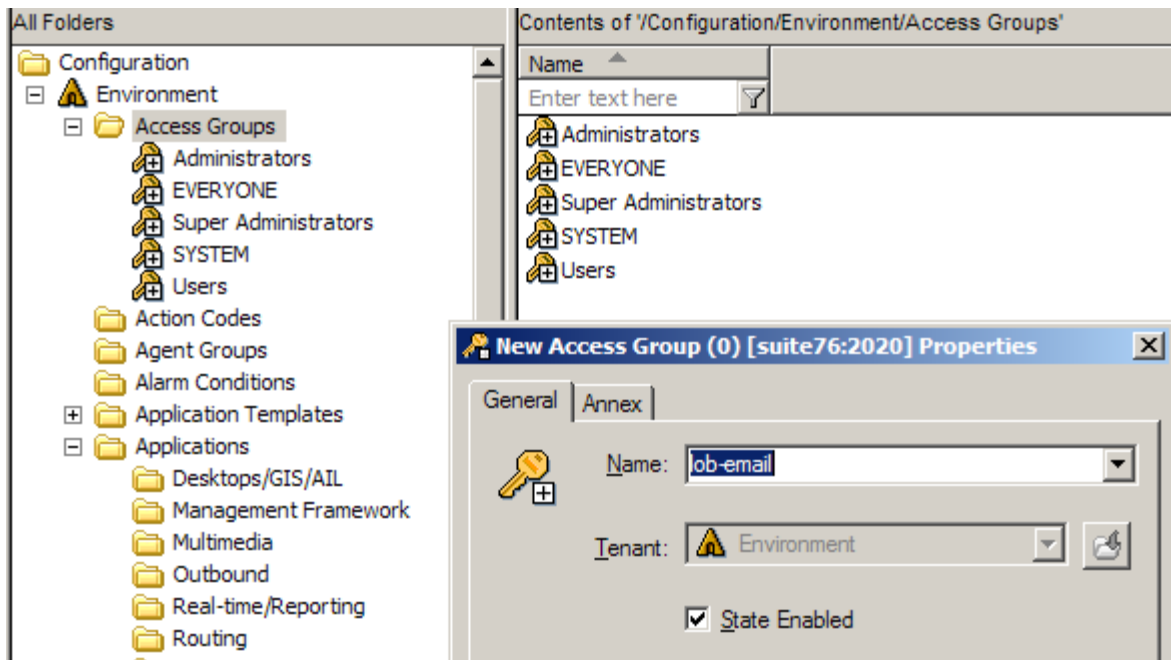 All Folders
Configuration
Environment
Access Groups
Administrators
EVERYONE
Super Administrators
SYSTEM
Users
Action Codes
Agent Groups
Alarm Conditions
Application Templates
Applications
Desktops/GIS/AIL
Management Framework
Multimedia
Outbound
Real-time/Reporting
Routing
Contents of '/Configuration/Environment/Access Groups'
Name
Enter text here
Administrators
EVERYONE
Super Administrators
SYSTEM
Users
New Access Group (0) [suite76:2020] Properties
General Annex
Name: lob-email
Tenant: Environment
State Enabled